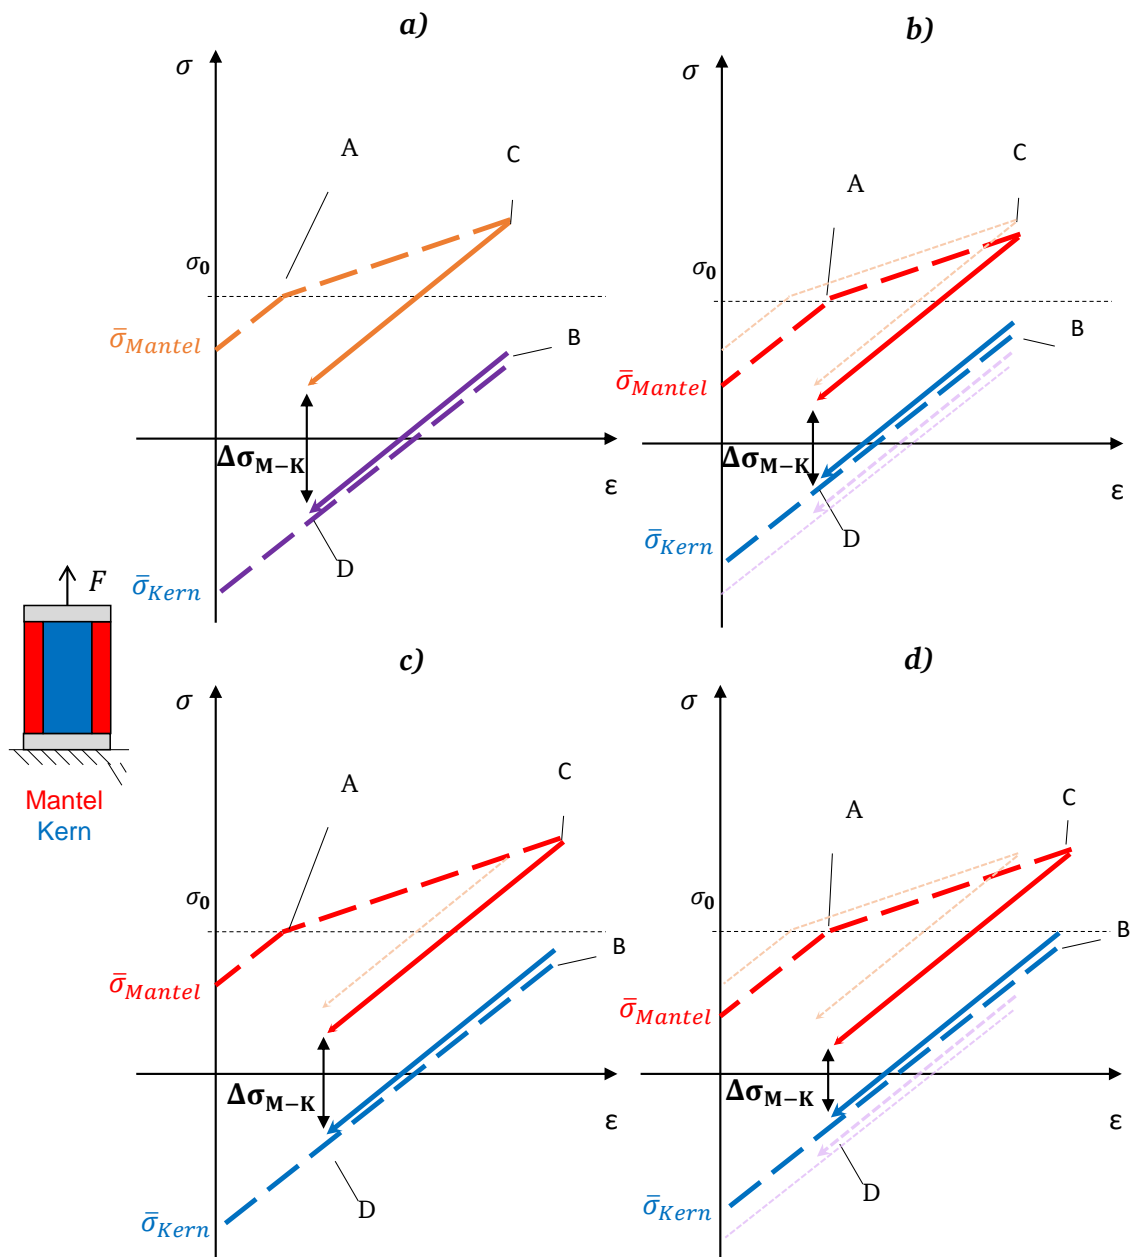 a)
σ
A
C
σ₀
σ̄Mantel
B
Δσ_M−K
ε
D
σ̄Kern
b)
σ
C
A
σ₀
B
σ̄Mantel
Δσ_M−K
ε
D
σ̄Kern
F
Mantel
Kern
c)
σ
A
C
σ₀
B
σ̄Mantel
Δσ_M−K
ε
D
σ̄Kern
d)
σ
C
A
σ₀
B
σ̄Mantel
Δσ_M−K
ε
D
σ̄Kern